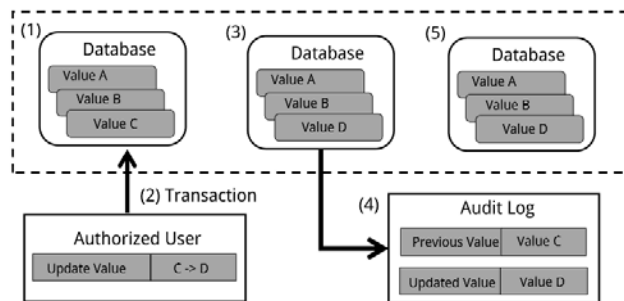 (1)
Database
Value A
Value B
Value C
(3)
Database
Value A
Value B
Value D
(5)
Database
Value A
Value B
Value D
(2) Transaction
Authorized User
Update Value C -> D
(4)
Audit Log
Previous Value Value C
Updated Value Value D